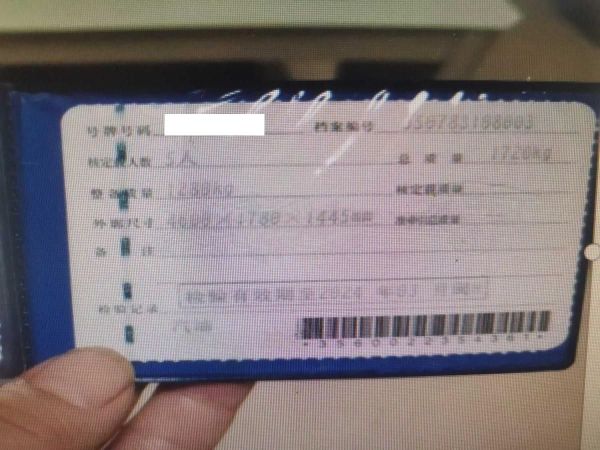 号牌号码 档案编号
核定载人数 5人 总质量 1720kg
整备质量 1280kg 核定载质量
外廓尺寸 4600×1780×1445mm 准牵引总质量
备注
检验记录 检验有效期至2024年03月
汽油